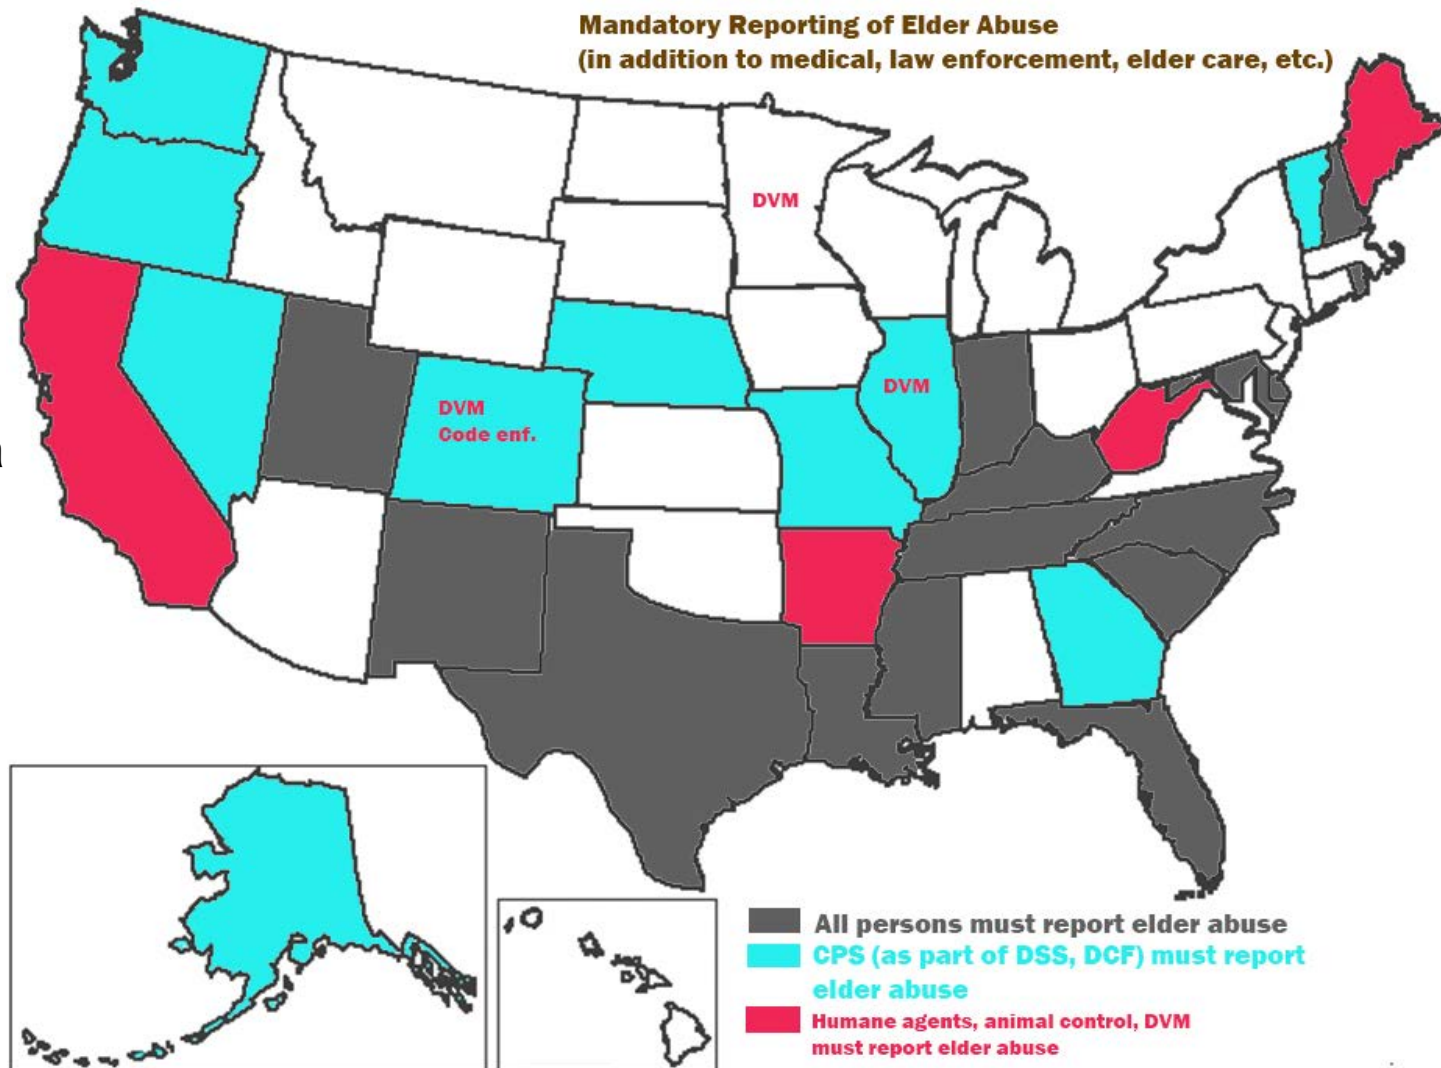 Mandatory Reporting of Elder Abuse
(in addition to medical, law enforcement, elder care, etc.)
DVM
DVM
DVM
Code enf.
All persons must report elder abuse
CPS (as part of DSS, DCF) must report
elder abuse
Humane agents, animal control, DVM
must report elder abuse